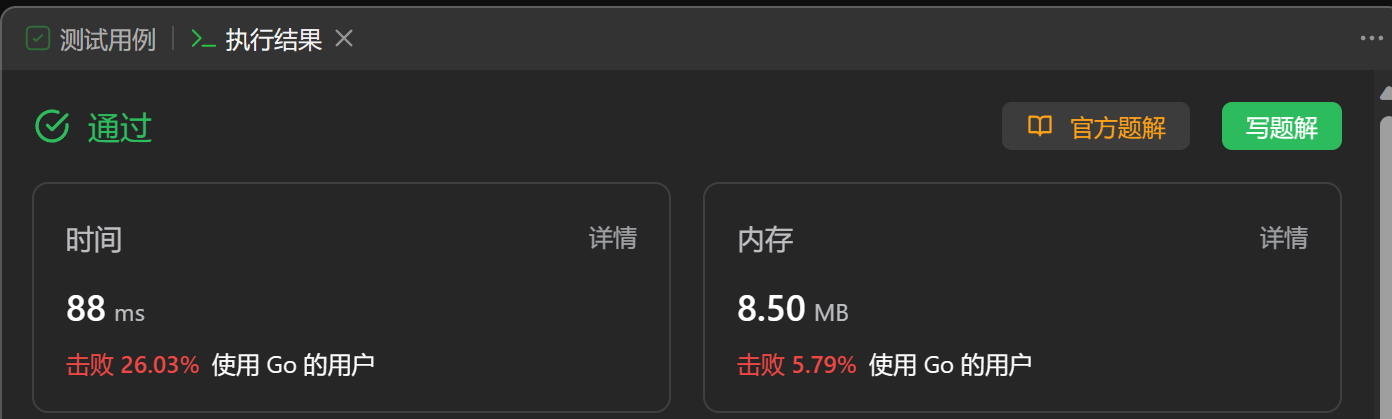 测试用例 执行结果
通过 官方题解 写题解
时间 详情
88 ms
击败 26.03% 使用 Go 的用户
内存 详情
8.50 MB
击败 5.79% 使用 Go 的用户